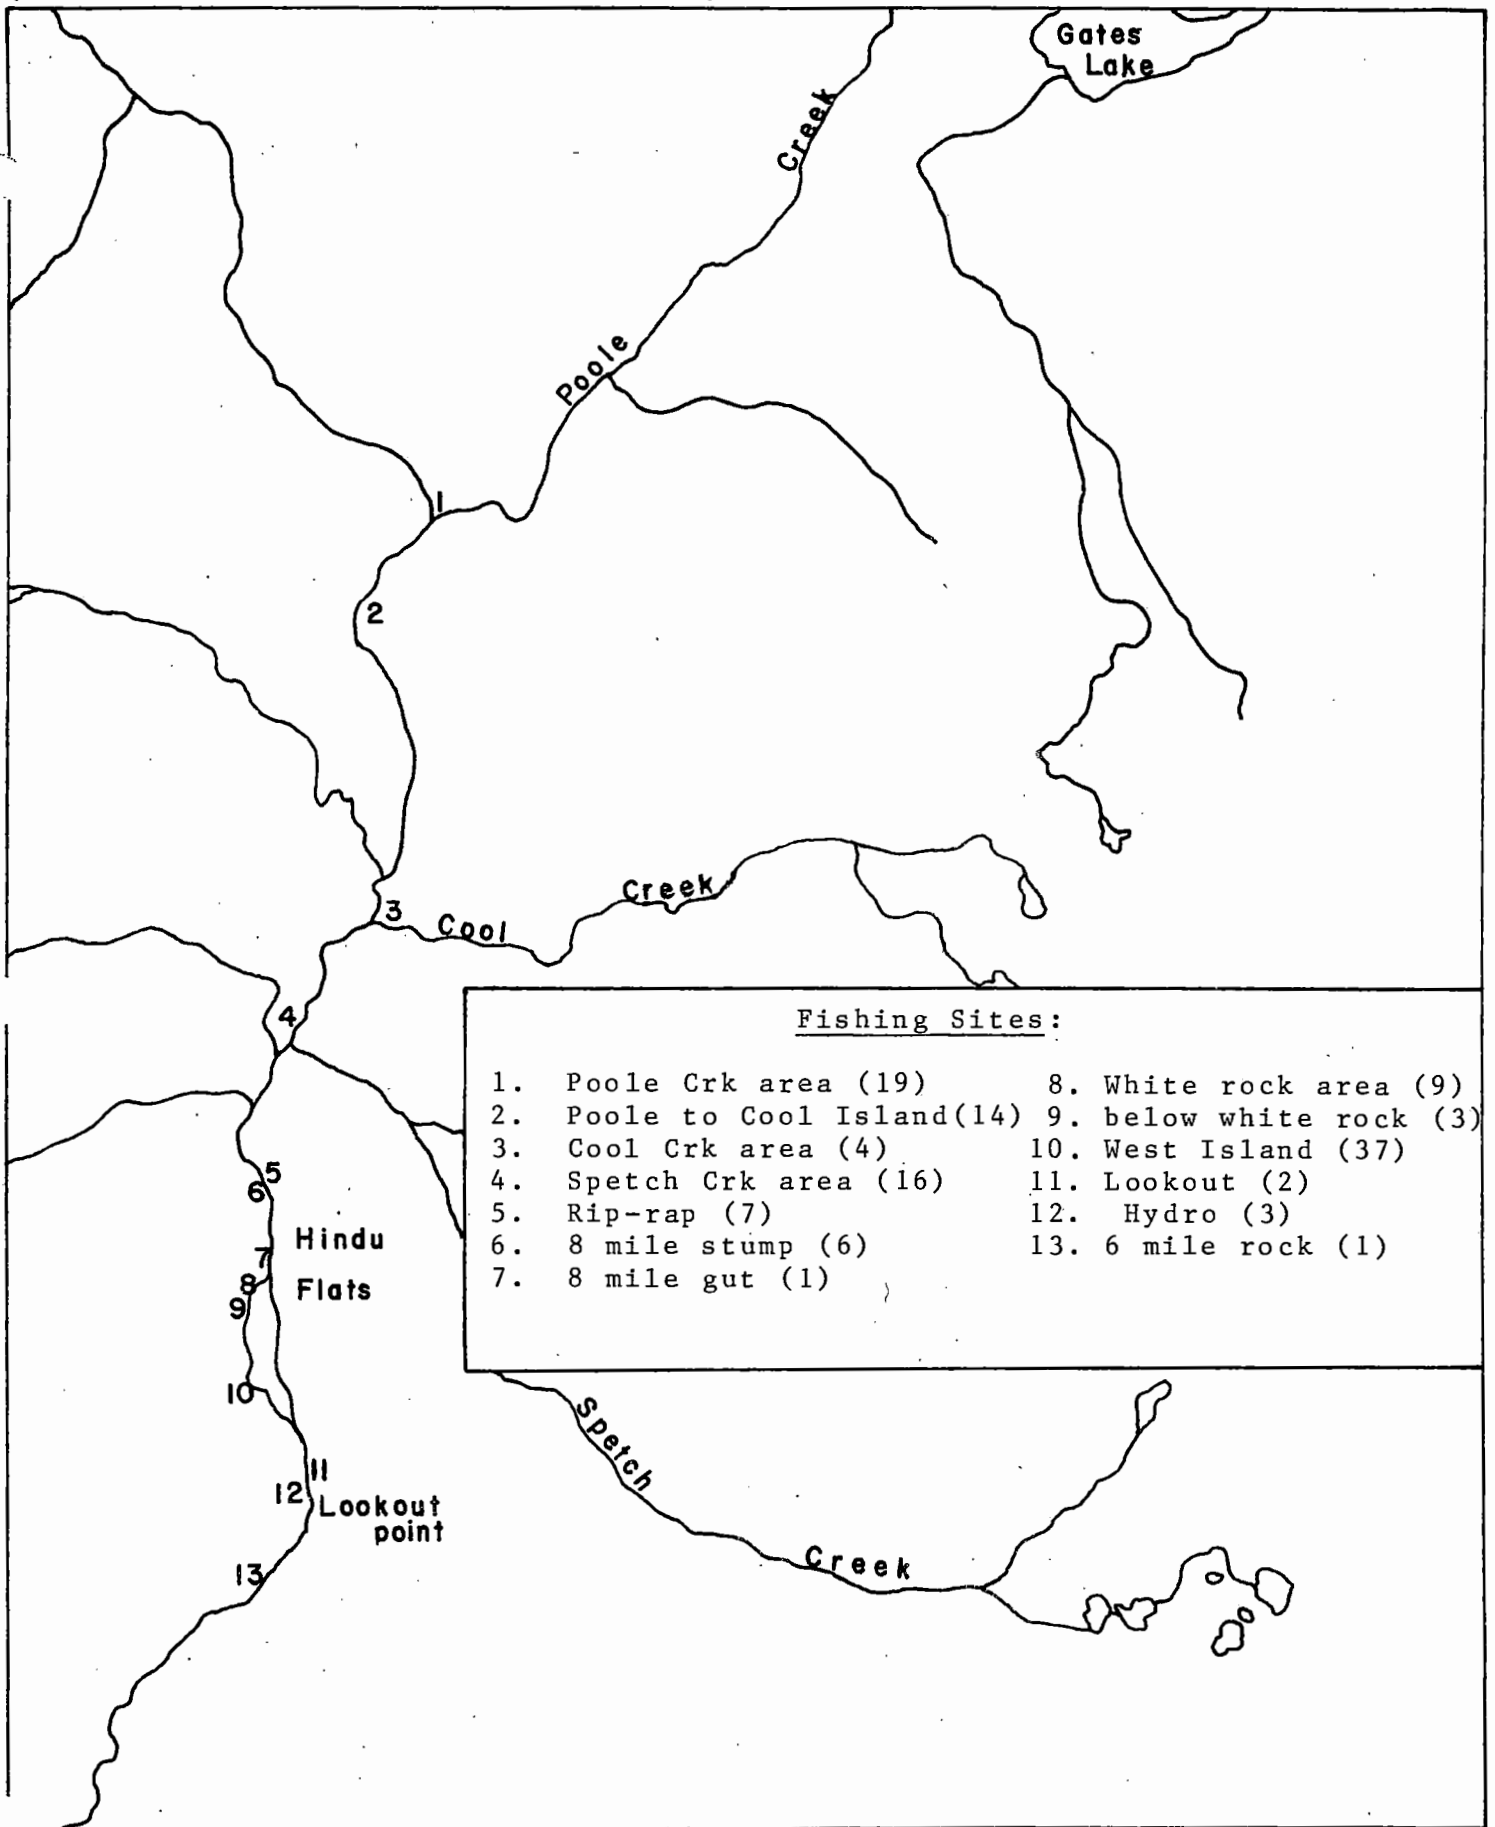 Gates
Lake
Poole Creek
1
2
3
Cool Creek
4
5
6
Hindu
Flats
7
8
9
10
11
12
Lookout
point
13
Spetch Creek
Fishing Sites:
1. Poole Crk area (19)
2. Poole to Cool Island(14)
3. Cool Crk area (4)
4. Spetch Crk area (16)
5. Rip-rap (7)
6. 8 mile stump (6)
7. 8 mile gut (1)
8. White rock area (9)
9. below white rock (3)
10. West Island (37)
11. Lookout (2)
12. Hydro (3)
13. 6 mile rock (1)